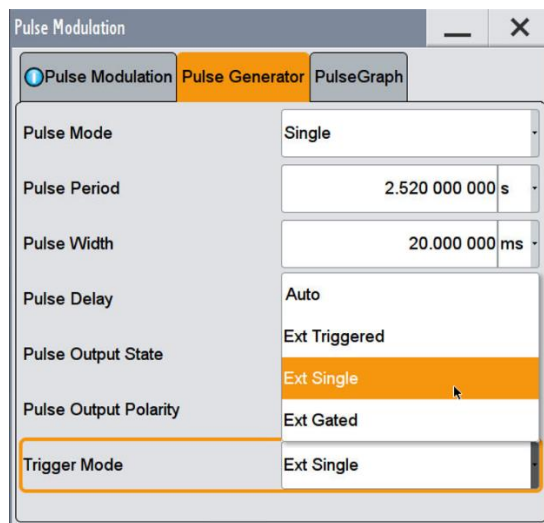 Pulse Modulation
Pulse Modulation Pulse Generator PulseGraph
Pulse Mode Single
Pulse Period 2.520 000 000 s
Pulse Width 20.000 000 ms
Pulse Delay Auto
Ext Triggered
Pulse Output State
Ext Single
Pulse Output Polarity Ext Gated
Trigger Mode Ext Single